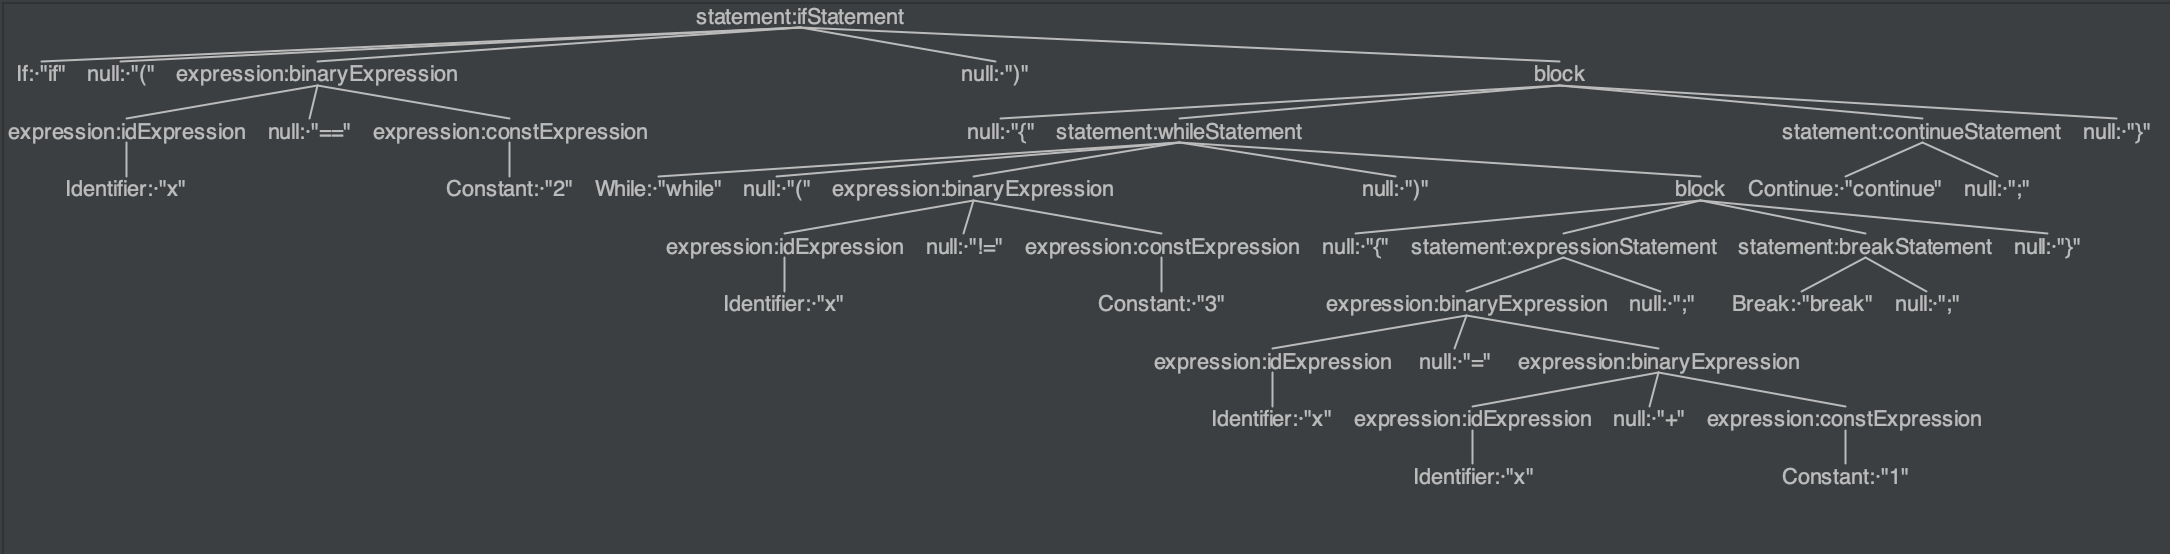 statement:ifStatement
If:·"if" null:·"(" expression:binaryExpression null:·")" block
expression:idExpression null:·"==" expression:constExpression null:·"{" statement:whileStatement statement:continueStatement null:·"}"
Identifier:·"x" Constant:·"2" While:·"while" null:·"(" expression:binaryExpression null:·")" block Continue:·"continue" null:·";"
expression:idExpression null:·"!=" expression:constExpression null:·"{" statement:expressionStatement statement:breakStatement null:·"}"
Identifier:·"x" Constant:·"3" expression:binaryExpression null:·";" Break:·"break" null:·";"
expression:idExpression null:·"=" expression:binaryExpression
Identifier:·"x" expression:idExpression null:·"+" expression:constExpression
Identifier:·"x" Constant:·"1"